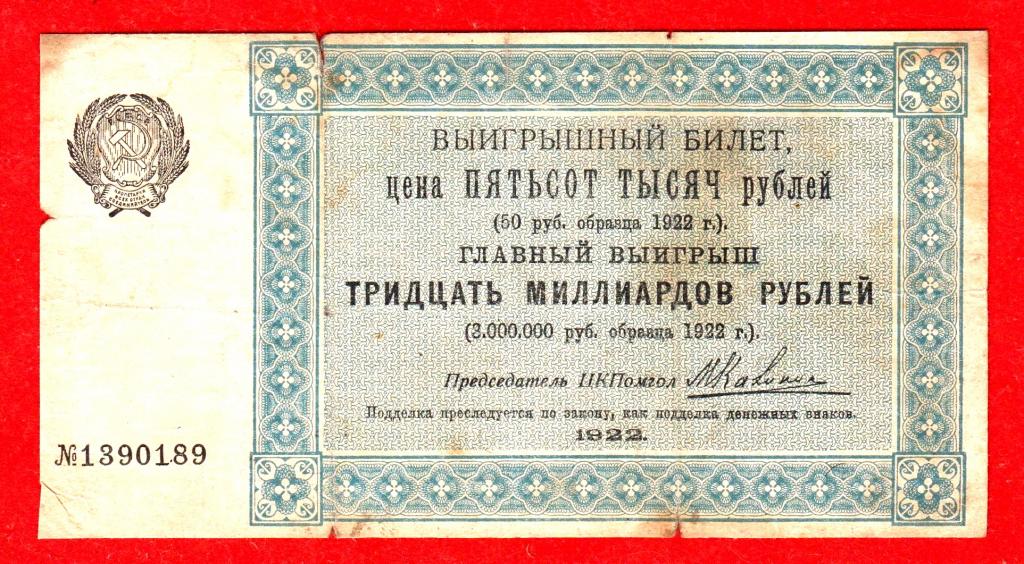 ВЫИГРЫШНЫЙ БИЛЕТ,
цена ПЯТЬСОТ ТЫСЯЧ рублей
(50 руб. образца 1922 г.).
ГЛАВНЫЙ ВЫИГРЫШ
ТРИДЦАТЬ МИЛЛИАРДОВ РУБЛЕЙ
(3.000.000 руб. образца 1922 г.).
Председатель ЦКПомгол МКалинин
Подделка преследуется по закону, как подделка денежных знаков.
1922.
№1390189